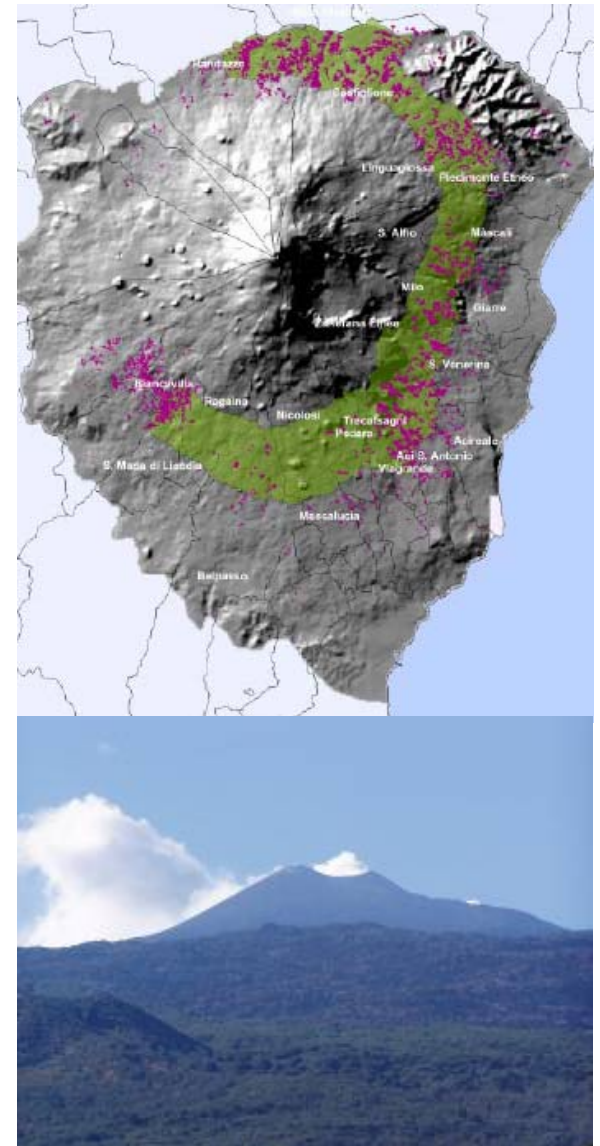 Randazzo
Castiglione
Linguaglossa
Piedimonte Etneo
S. Alfio
Mascali
Milo
Giarre
Zafferana Etnea
S. Venerina
Biancavilla
Ragalna
Nicolosi
Trecastagni
Pedara
Acireale
Aci S. Antonio
Viagrande
S. Maria di Licodia
Mascalucia
Belpasso